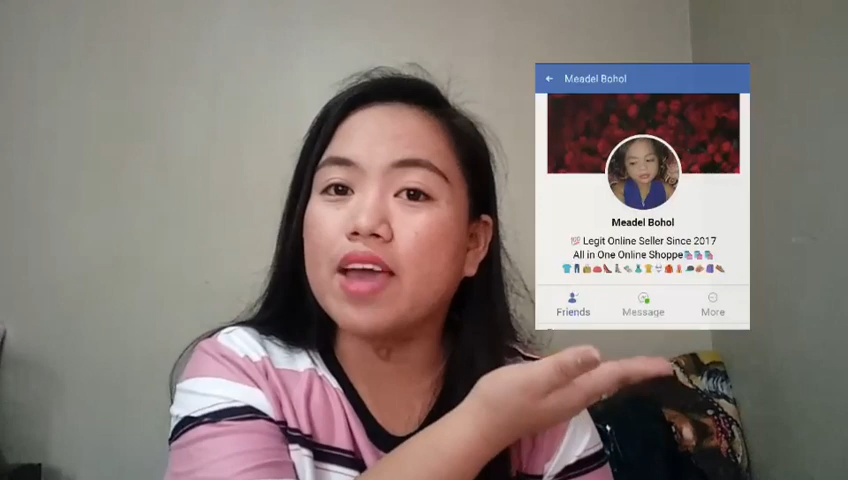 Meadel Bohol
Meadel Bohol
💯 Legit Online Seller Since 2017
All in One Online Shoppe🛍🛍🛍
Friends
Message
More